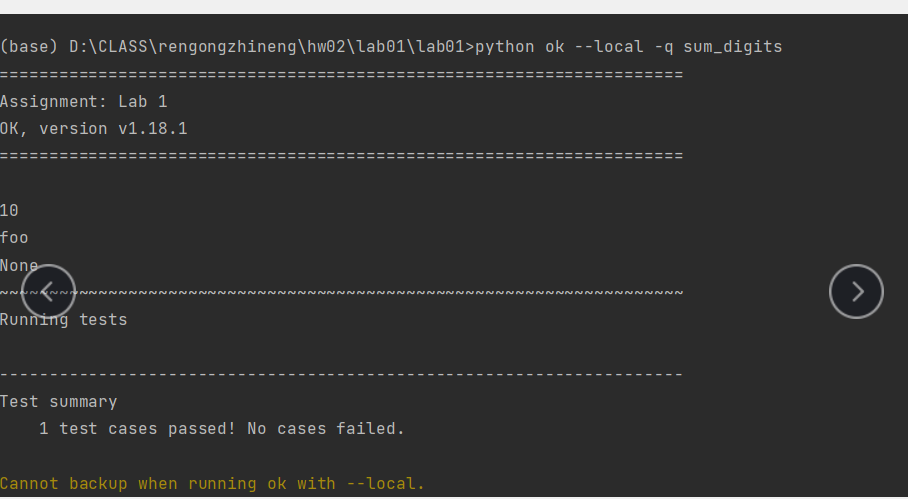 (base) D:\CLASS\rengongzhineng\hw02\lab01\lab01>python ok --local -q sum_digits
=====================================================================
Assignment: Lab 1
OK, version v1.18.1
=====================================================================
10
foo
None
~~~~~~~~~~~~~~~~~~~~~~~~~~~~~~~~~~~~~~~~~~~~~~~~~~~~~~~~~~~~~~~~~~~~~
Running tests
---------------------------------------------------------------------
Test summary
    1 test cases passed! No cases failed.
Cannot backup when running ok with --local.